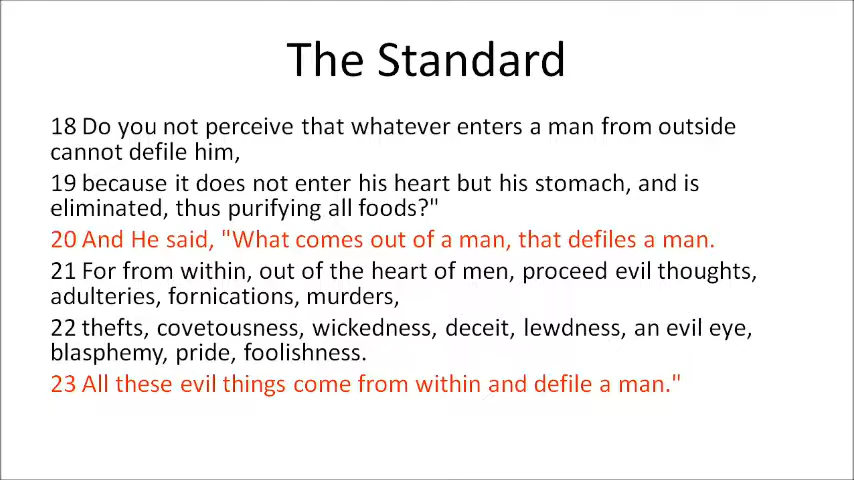 The Standard
18 Do you not perceive that whatever enters a man from outside
cannot defile him,
19 because it does not enter his heart but his stomach, and is
eliminated, thus purifying all foods?"
20 And He said, "What comes out of a man, that defiles a man.
21 For from within, out of the heart of men, proceed evil thoughts,
adulteries, fornications, murders,
22 thefts, covetousness, wickedness, deceit, lewdness, an evil eye,
blasphemy, pride, foolishness.
23 All these evil things come from within and defile a man."